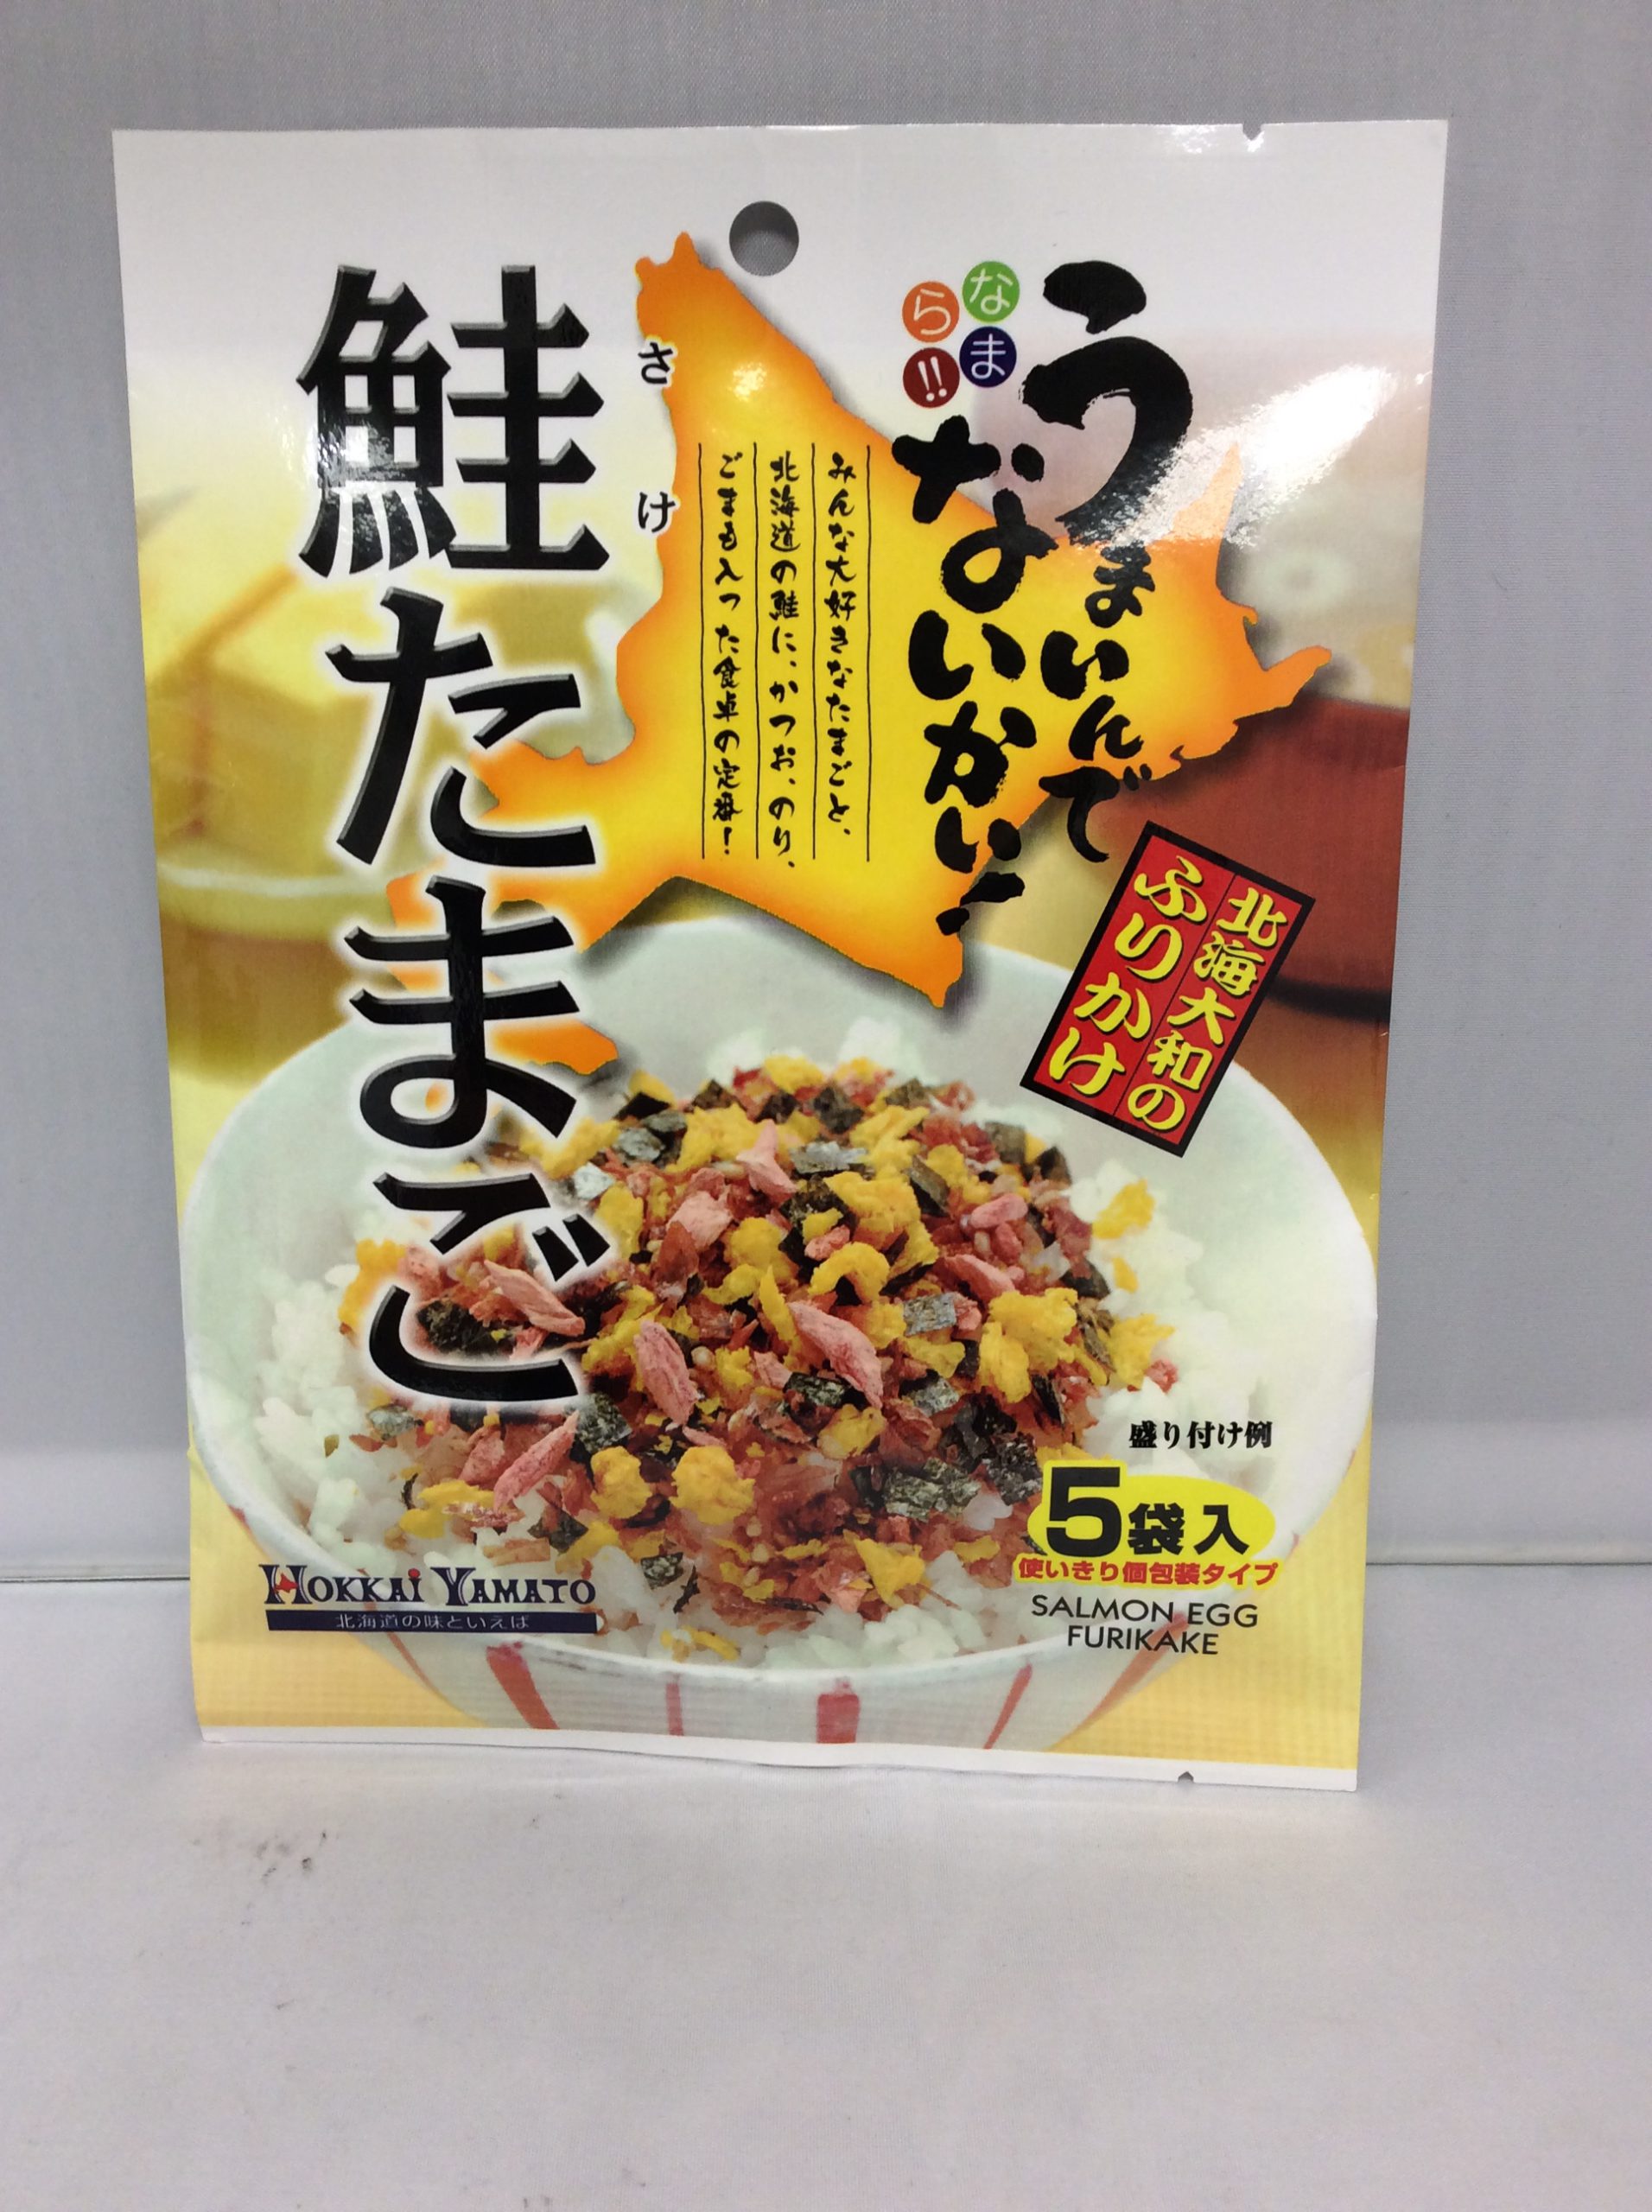 なま
ら!!
うまいんで
ないかい!
みんな大好きなたまごと、
北海道の鮭に、かつお、のり、
ごまも入った食卓の定番!
さけ
鮭たまご
北海大和の
ふりかけ
盛り付け例
5袋入
使いきり個包装タイプ
SALMON EGG
FURIKAKE
HOKKAI YAMATO
北海道の味といえば